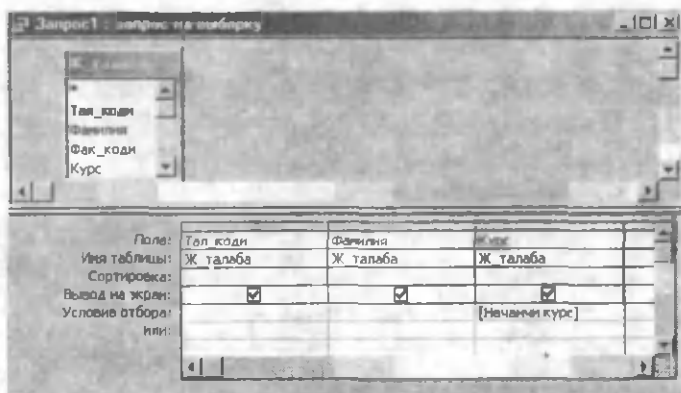 Запрос1 : запрос на выборку
Ж_талаба
*
Тал_коди
Фамилия
Фак_коди
Курс
Поле: Тал_коди Фамилия Курс
Имя таблицы: Ж_талаба Ж_талаба Ж_талаба
Сортировка:
Вывод на экран:
Условие отбора: [Нечанчи курс]
или: